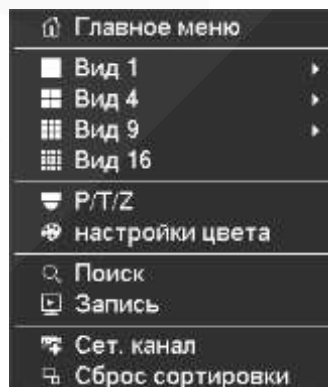 Главное меню
Вид 1
Вид 4
Вид 9
Вид 16
P/T/Z
настройки цвета
Поиск
Запись
Сет. канал
Сброс сортировки